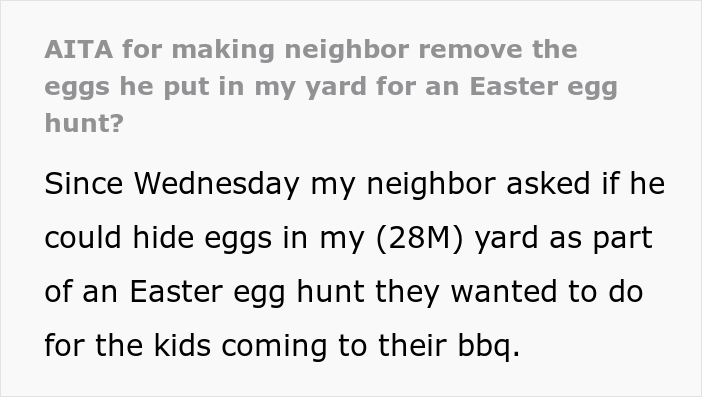 AITA for making neighbor remove the
eggs he put in my yard for an Easter egg
hunt?
Since Wednesday my neighbor asked if he
could hide eggs in my (28M) yard as part
of an Easter egg hunt they wanted to do
for the kids coming to their bbq.